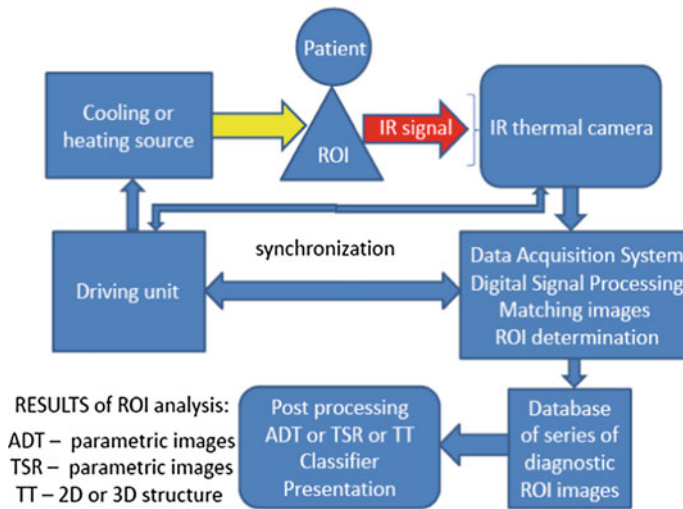 Patient
Cooling or
heating source
ROI
IR signal
IR thermal camera
synchronization
Driving unit
Data Acquisition System
Digital Signal Processing
Matching images
ROI determination
RESULTS of ROI analysis:
ADT – parametric images
TSR – parametric images
TT – 2D or 3D structure
Post processing
ADT or TSR or TT
Classifier
Presentation
Database
of series of
diagnostic
ROI images